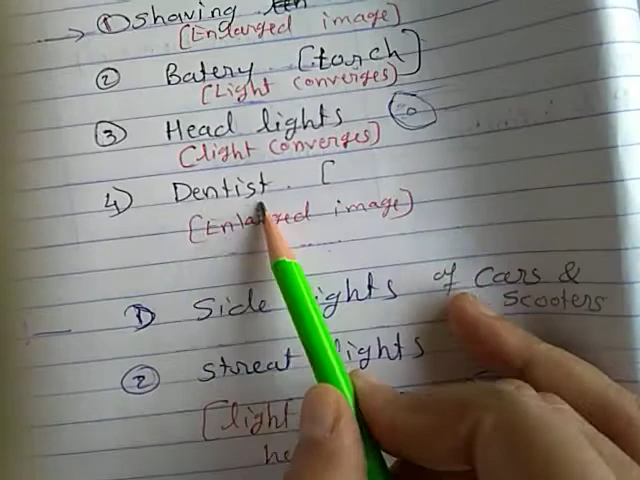 ① shaving
[Enlarged image]
② Batery [torch]
[Light converges)
③ Head lights
[light converges)
4) Dentist. [
[Enlarged image)
① Side lights of Cars &
Scooters
② streat lights
[light
he